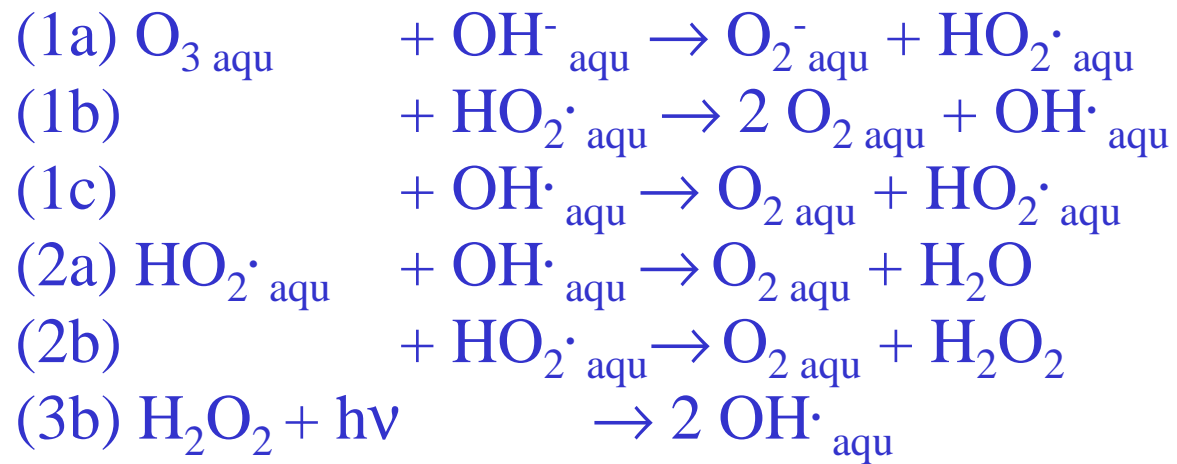 (1a) O₃ aqu + OH⁻ aqu → O₂⁻ aqu + HO₂· aqu
(1b) + HO₂· aqu → 2 O₂ aqu + OH· aqu
(1c) + OH· aqu → O₂ aqu + HO₂· aqu
(2a) HO₂· aqu + OH· aqu → O₂ aqu + H₂O
(2b) + HO₂· aqu → O₂ aqu + H₂O₂
(3b) H₂O₂ + hν → 2 OH· aqu